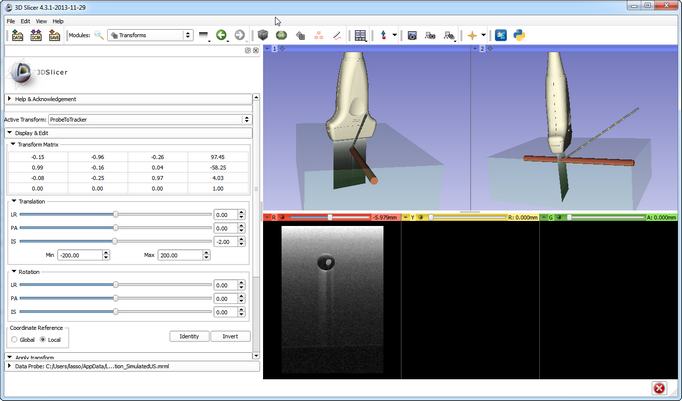 3D Slicer 4.3.1-2013-11-29
File Edit View Help
DATA DCM SAVE Modules: Transforms
1 2
3DSlicer
Help & Acknowledgement
Active Transform: ProbeToTracker
Display & Edit
Transform Matrix
-0.15 -0.96 -0.26 97.45
0.99 -0.16 0.04 -58.25
-0.08 -0.25 0.97 4.03
0.00 0.00 0.00 1.00
Translation
LR 0.00
PA 0.00
IS -2.00
Min -200.00 Max 200.00
Rotation
LR 0.00
PA 0.00
IS 0.00
Coordinate Reference
Global Local Identity Invert
Apply transform
Data Probe: C:/Users/lasso/AppData/L...tion_SimulatedUS.mrml
R -5.979mm Y R: 0.000mm G A: 0.000mm